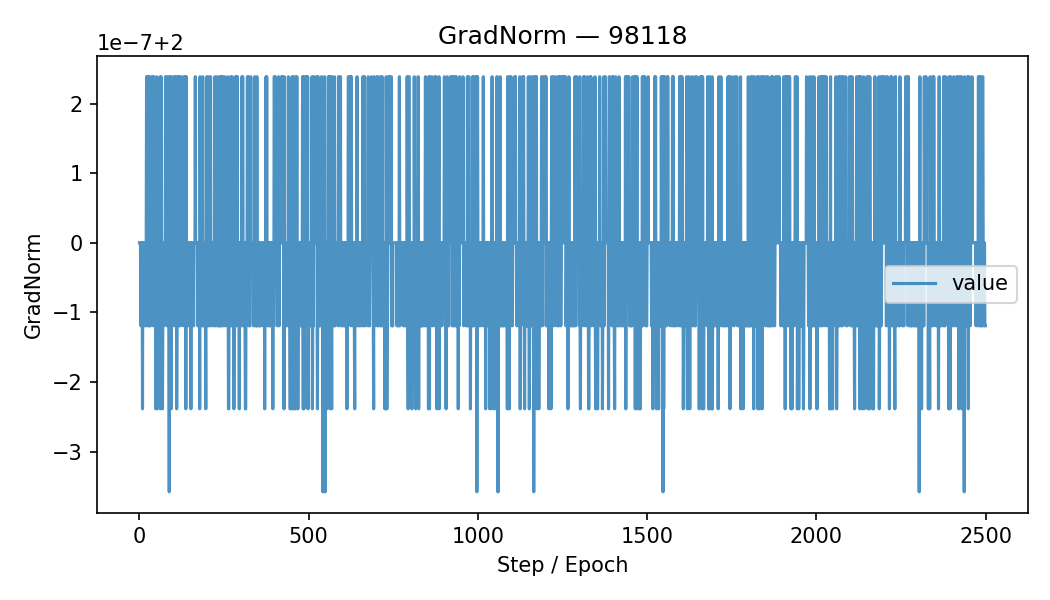 GradNorm — 98118
1e−7+2
2
1
0
−1
−2
−3
GradNorm
value
0 500 1000 1500 2000 2500
Step / Epoch